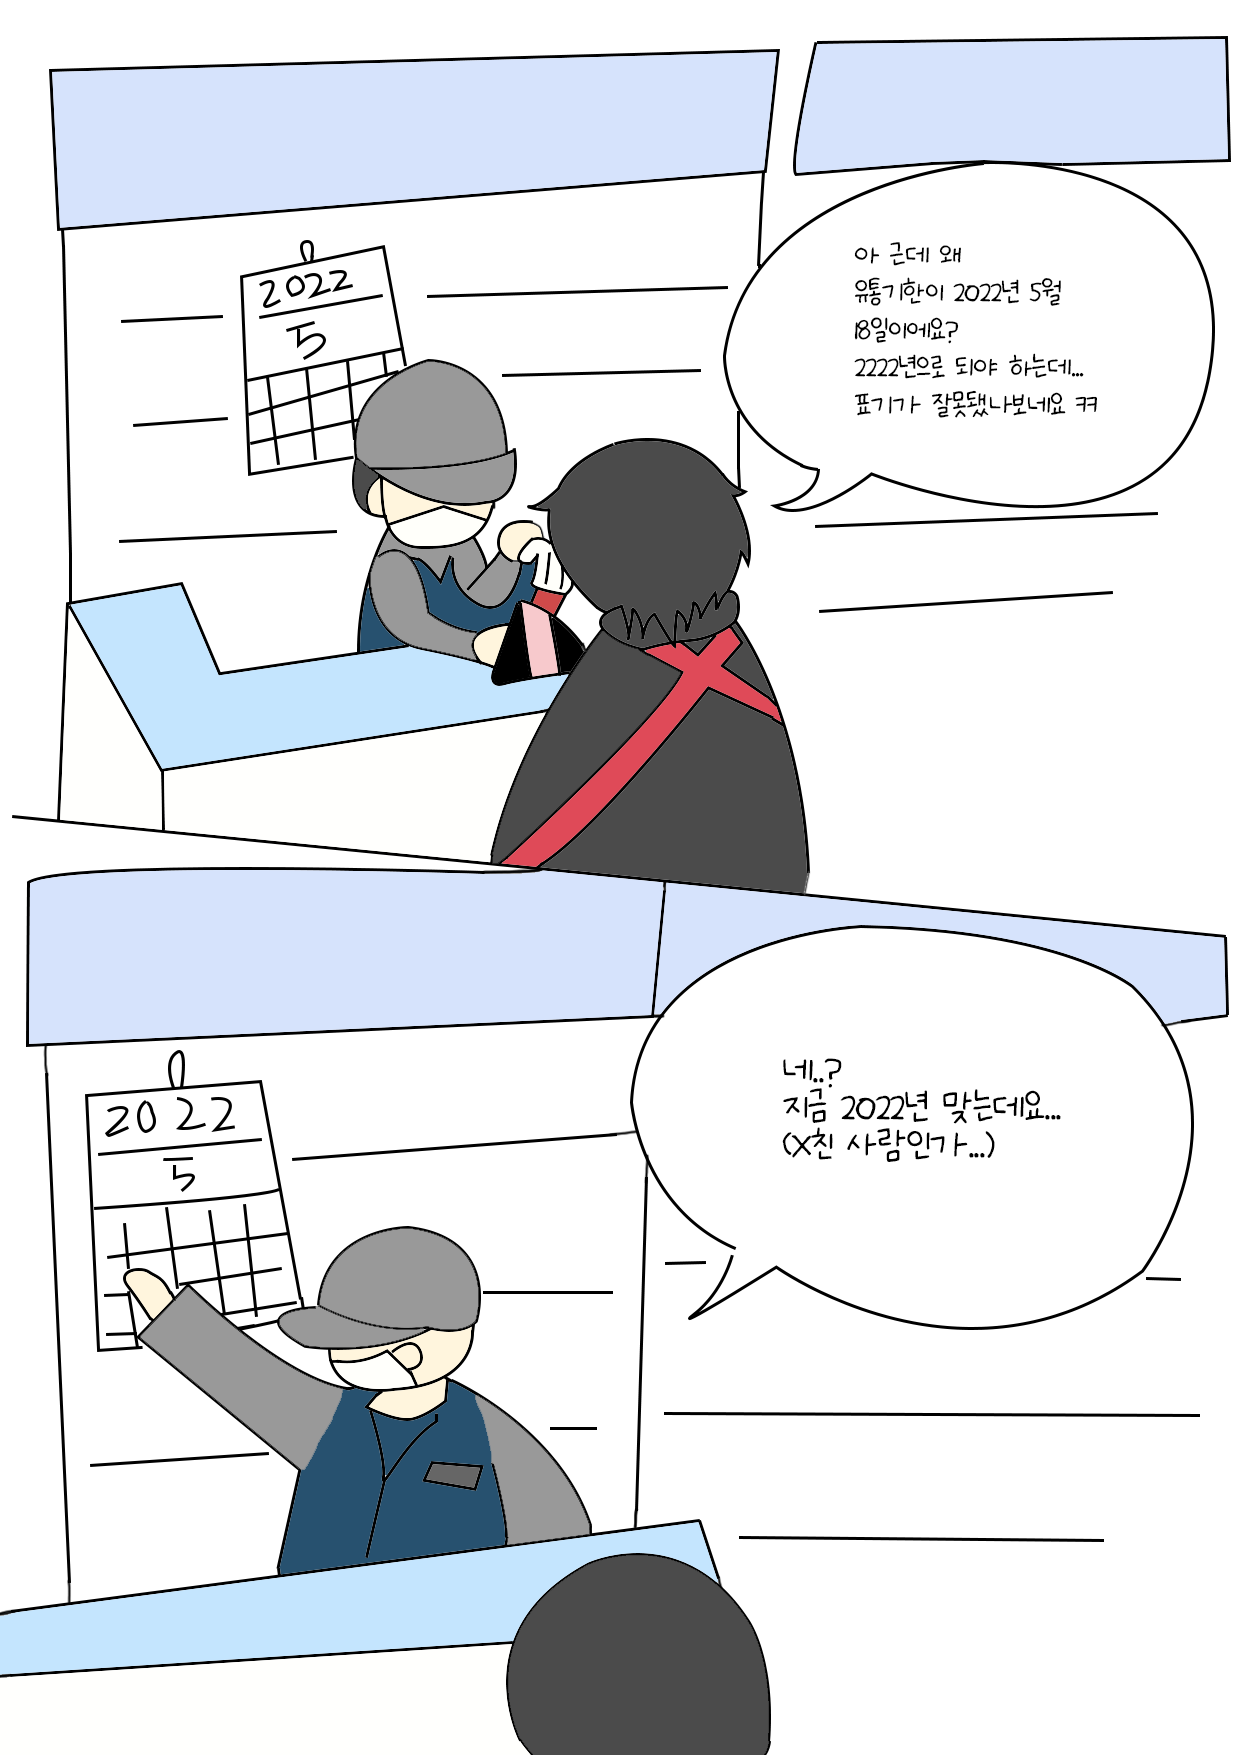 2022
5
아 근데 왜
유통기한이 2022년 5월
18일이에요?
2222년으로 되야 하는데...
표기가 잘못됐나보네요 ㅋㅋ
2022
5
네..?
지금 2022년 맞는데요...
(X친 사람인가...)